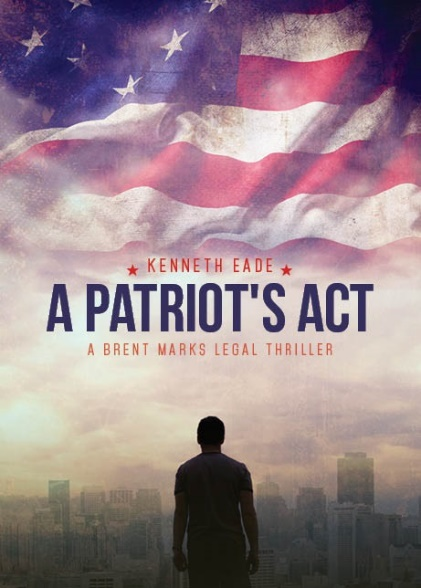 KENNETH EADE
A PATRIOT'S ACT
A BRENT MARKS LEGAL THRILLER